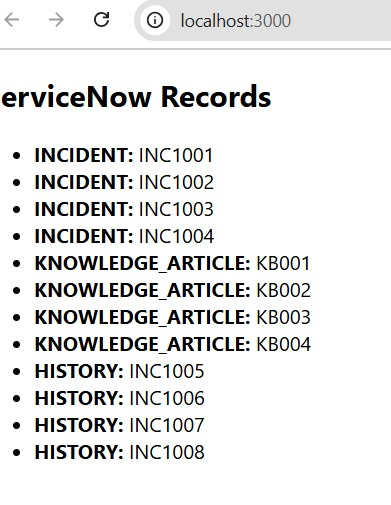 localhost:3000
erviceNow Records
INCIDENT: INC1001
INCIDENT: INC1002
INCIDENT: INC1003
INCIDENT: INC1004
KNOWLEDGE_ARTICLE: KB001
KNOWLEDGE_ARTICLE: KB002
KNOWLEDGE_ARTICLE: KB003
KNOWLEDGE_ARTICLE: KB004
HISTORY: INC1005
HISTORY: INC1006
HISTORY: INC1007
HISTORY: INC1008